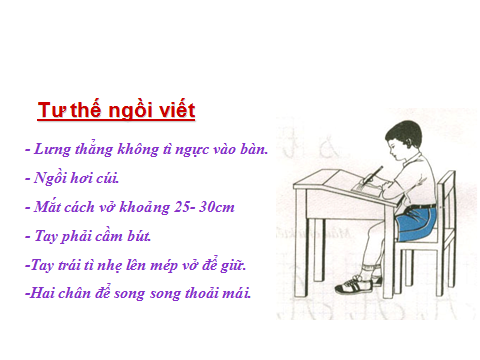 Tư thế ngồi viết
- Lưng thẳng không tì ngực vào bàn.
- Ngồi hơi cúi.
- Mắt cách vở khoảng 25- 30cm
- Tay phải cầm bút.
-Tay trái tì nhẹ lên mép vở để giữ.
-Hai chân để song song thoải mái.